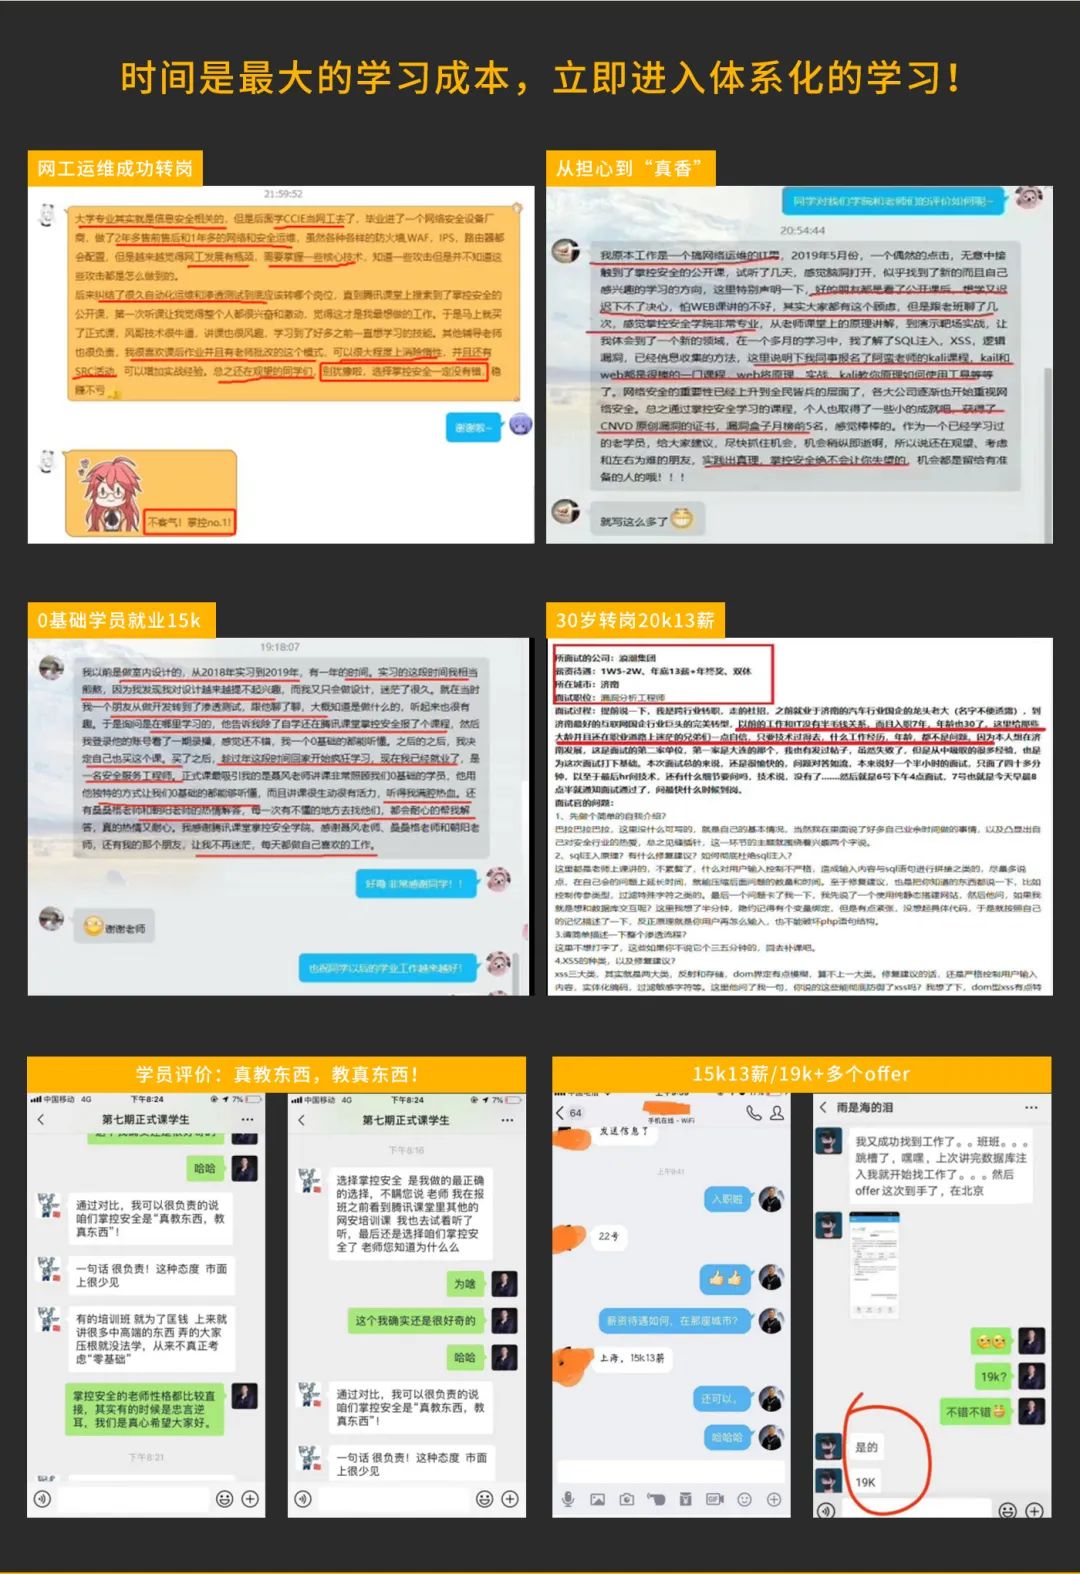 时间是最大的学习成本，立即进入体系化的学习！
网工运维成功转岗
21:59:52
大学专业其实就是信息安全相关的，但是后面学CCIE当网工去了，毕业进了一个网络安全设备厂
商，做了2年多售前售后和1年多的网络和安全运维，虽然各种各样的防火墙,WAF，IPS，路由器都
会配置，但是越来越觉得网工发展有瓶颈，需要掌握一些核心技术，知道一些攻击但是并不知道这
些攻击都是怎么做到的。
后来纠结了很久自动化运维和渗透测试到底应该转哪个岗位，直到腾讯课堂上搜索到了掌控安全的
公开课，第一次听课让我觉得整个人都很兴奋和激动，觉得这才是我最想做的工作。于是马上就买
了正式课，风哥技术很牛逼，讲课也很风趣，学习到了好多之前一直想学习的技能。其他辅导老师
也很负责，我很喜欢课后作业并且有老师批改的这个模式，可以很大程度上消除惰性，并且还有
SRC活动，可以增加实战经验。总之还在观望的同学们，别犹豫啦，选择掌控安全一定没有错，稳
赚不亏
谢谢啦~
不客气！掌控no.1!
从担心到“真香”
同学对我们学院和老师们的评价如何呢~
20:54:44
我原本工作是一个搞网络运维的IT男，2019年5月份，一个偶然的点击，无意中接
触到了掌控安全的公开课，试听了几天，感觉脑洞打开，似乎找到了新的而且自己
感兴趣的学习的方向，这里特别声明一下，好的朋友都是看了公开课后，想学又迟
迟下不了决心，怕WEB课讲的不好，其实大家都有这个顾虑，但是跟老班聊了几
次，感觉掌控安全学院非常专业，从老师课堂上的原理讲解，到演示靶场实战，让
我体会到了一个新的领域，在一个多月的学习中，我了解了SQL注入，XSS，逻辑
漏洞，已经信息收集的方法，这里说明下我同事报名了阿蛮老师的kali课程，kail和
web都是很棒的一门课程，web将原理，实战，kali教你原理如何使用工具等等
了。网络安全的重要性已经上升到全民皆兵的层面了，各大公司逐渐也开始重视网
络安全。总之通过掌控安全学习的课程，个人也取得了一些小的成就吧，获得了
CNVD 原创漏洞的证书，漏洞盒子月榜前5名，感觉棒棒的。作为一个已经学习过
的老学员，给大家建议，尽快抓住机会，机会稍纵即逝啊，所以说还在观望、考虑
和左右为难的朋友，实践出真理，掌控安全绝不会让你失望的，机会都是留给有准
备的人的哦！！！
就写这么多了
0基础学员就业15k
19:18:07
我以前是做室内设计的，从2018年实习到2019年，有一年的时间。实习的这段时间我相当
煎熬，因为我发现我对设计越来越提不起兴趣，而我又只会做设计，迷茫了很久。就在当时
我一个朋友从做开发转到了渗透测试，跟他聊了聊，大概知道是做什么的，听起来也很有
趣。于是询问是在哪里学习的，他告诉我除了自学还在腾讯课堂掌控安全报了个课程，然后
我登录他的账号看了一期录播，感觉还不错，我一个0基础的都能听懂。之后的之后，我决
定自己也买这个课。买了之后，趁过年这段时间回家开始疯狂学习，现在我已经就业了，是
一名安全服务工程师。正式课最吸引我的是聂风老师讲课非常照顾我们0基础的学员，他用
他独特的方式让我们0基础的都能够听懂，而且讲课很生动很有活力，听得我满腔热血。还
有桑桑格老师和朝阳老师的热情解答，每一次有不懂的地方去找他们，都会耐心的帮我解
答，真的热情又耐心。我感谢腾讯课堂掌控安全学院、感谢聂风老师、桑桑格老师和朝阳老
师，还有我的那个朋友，让我不再迷茫，每天都做自己喜欢的工作。
好嘞 非常感谢同学！！
谢谢老师
也祝同学以后的学业工作越来越好！
30岁转岗20k13薪
所面试的公司：浪潮集团
薪资待遇：1W5-2W、年底13薪+年终奖、双休
所在城市：济南
面试职位：漏洞分析工程师
面试过程：提前说一下，我是跨行业转职，走的社招，之前就业于济南的汽车行业国企的龙头老大（名字不便透露），到
济南最好的互联网国企行业巨头的完美转型，以前的工作和IT没有半毛钱关系，而且入职7年，年龄也30了，这里给那些
大龄并且还在职业道路上迷茫的兄弟们一点自信，只要技术过得去，什么工作经历，年龄，都不是问题，因为本人想在济
南发展，这是面试的第二家单位，第一家是大连的那个，我也有发过帖子，虽然失败了，但是从中吸取的很多经验，也是
为这次面试打下基础。本次面试总的来说，还是很愉快的，问题对答如流，本来说好一个半小时的面试，只面了四十多分
钟，以至于最后hr问技术，还有什么细节要问吗，技术说，没有了......然后就是6号下午4点面试，7号也就是今天早晨8
点半就通知面试通过了，问最快什么时候到岗。
面试官的问题：
1、先做个简单的自我介绍？
巴拉巴拉巴拉，这里没什么可写的，就是自己的基本情况，当然我在里面说了好多自己业余时间做的事情，以及凸显出自
己对安全行业的热爱，总之见缝插针，这一环节的主题就围绕着兴趣两个字说。
2、sql注入原理？有什么修复建议？如何彻底杜绝sql注入？
这里都是老师上课讲的，不累赘了，什么对用户输入控制不严格，造成输入内容与sql语句进行拼接之类的，尽量多说
点，在自己会的问题上延长时间，就能压缩后面问题的数量和时间。至于修复建议，也是把你知道的东西都说一下，比如
控制传参类型，过滤特殊字符之类的。最后一个问题卡了我一下，我先说了一个使用纯静态搭建网站，然后他问，如果我
就是想和数据库交互呢？这里我想了半分钟，隐约记得有个变量绑定，但是有点紧张，没想起具体代码，于是就按照自己
的记忆描述了一下，反正原理就是你用户再怎么输入，也不能破坏php语句结构。
3.请简单描述一下整个渗透流程？
这里不想打字了，这些如果你不说它个三五分钟的，回去补课吧。
4.XSS的种类，以及修复建议？
xss三大类，其实就是两大类，反射和存储，dom界定有点模糊，算不上一大类。修复建议的话，还是严格控制用户输入
内容，实体化编码，过滤敏感字符等。这里他问了我一句，你说的这些能彻底防御了xss吗？我想了下，dom型xss有点特
学员评价：真教东西，教真东西！
中国移动 4G
下午8:24
7%
第七期正式课学生
这个我确实还是很好奇的
哈哈
通过对比，我可以很负责的说
咱们掌控安全是“真教东西，教
真东西”！
一句话 很负责！这种态度 市面
上很少见
有的培训班 就为了匡钱 上来就
讲很多中高端的东西 弄的大家
压根就没法学，从来不真正考
虑“零基础”
掌控安全的老师性格都比较直
接，其实有的时候是忠言逆
耳，我们是真心希望大家好。
下午8:21
中国移动 4G
下午8:24
7%
第七期正式课学生
下午8:16
选择掌控安全 是我做的最正确
的选择，不瞒您说 老师 我在报
班之前看到腾讯课堂里其他的
网安培训课 我也去试着听了
听，最后还是选择咱们掌控安
全了 老师您知道为什么么
为啥
这个我确实还是很好奇的
哈哈
通过对比，我可以很负责的说
咱们掌控安全是“真教东西，教
真东西”！
一句话 很负责！这种态度 市面
上很少见
15k13薪/19k+多个offer
64
手机在线 - WiFi
发送信息了
上午9:41
入职啦
22号
薪资待遇如何，在那座城市？
上海，15k13薪
还可以，
哈哈哈
GIF
雨是海的泪
我又成功找到工作了。。班班。。。
跳槽了，嘿嘿，上次讲完数据库注
入我就开始找工作了。。。然后
offer 这次到手了，在北京
19k?
不错不错
是的
19K